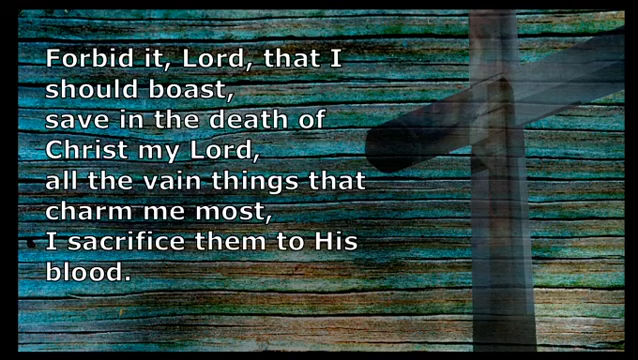 Forbid it, Lord, that I
should boast,
save in the death of
Christ my Lord,
all the vain things that
charm me most,
I sacrifice them to His
blood.